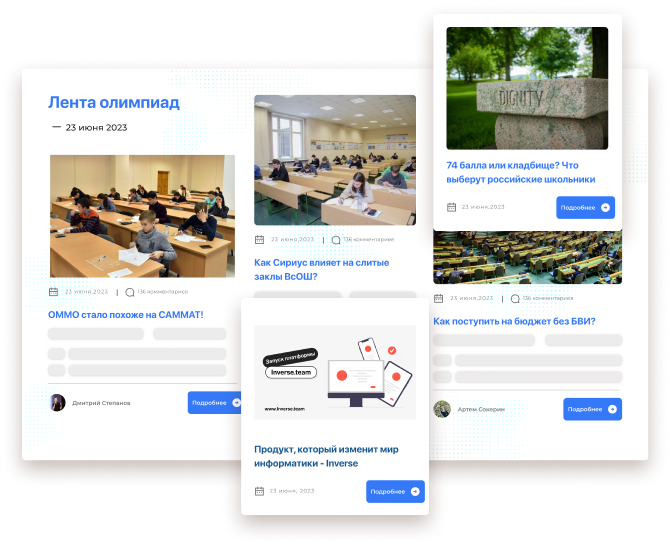 Лента олимпиад
— 23 июня 2023
23 июня,2023 | 136 комментариев
ОММО стало похоже на САММАТ!
Дмитрий Степанов
Подробнее
23 июня,2023 | 136 комментариев
Как Сириус влияет на слитые
заклы ВсОШ?
Запуск платформы
Inverse.team
www.Inverse.team
Продукт, который изменит мир
информатики - Inverse
23 июня, 2023
Подробнее
DIGNITY
74 балла или кладбище? Что
выберут российские школьники
23 июня,2023
Подробнее
23 июня,2023 | 136 комментариев
Как поступить на бюджет без БВИ?
Артем Сокерин
Подробнее